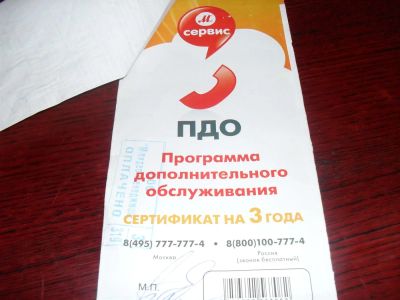 М
сервис
ПДО
Программа
дополнительного
обслуживания
СЕРТИФИКАТ НА 3 ГОДА
8(495) 777-777-4 • 8(800)100-777-4
Москва Россия
(звонок бесплатный)
ОПЛАЧЕНО
М.П.